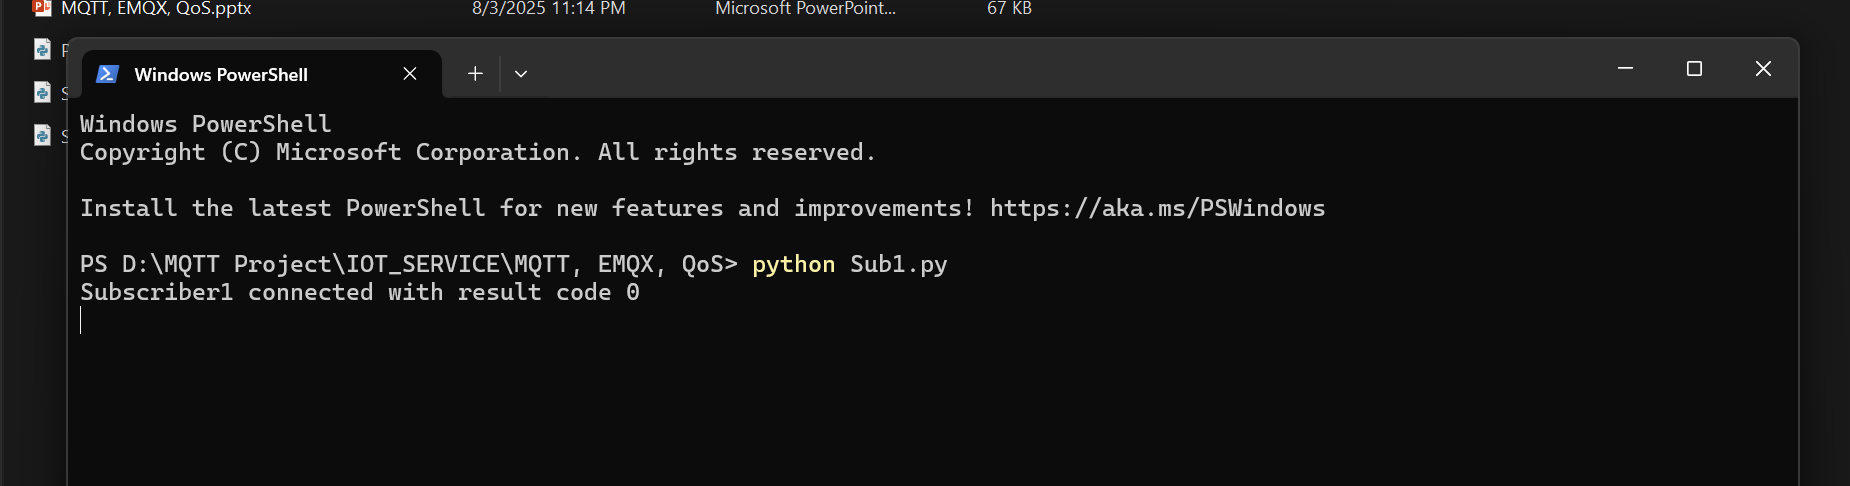 MQTT, EMQX, QoS.pptx 8/3/2025 11:14 PM Microsoft PowerPoint... 67 KB
Windows PowerShell
Windows PowerShell
Copyright (C) Microsoft Corporation. All rights reserved.
Install the latest PowerShell for new features and improvements! https://aka.ms/PSWindows
PS D:\MQTT Project\IOT_SERVICE\MQTT, EMQX, QoS> python Sub1.py
Subscriber1 connected with result code 0